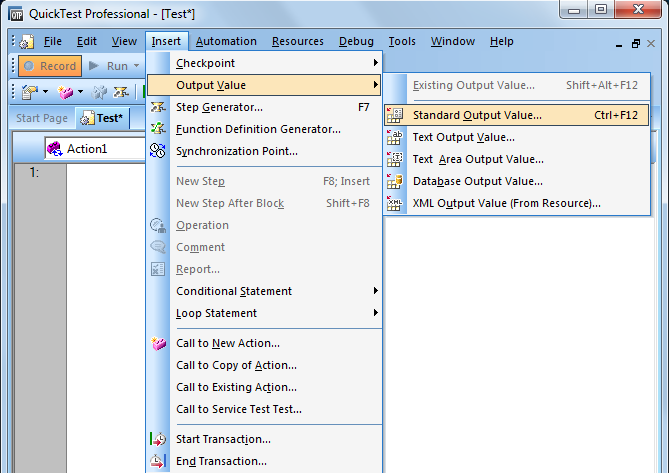 QuickTest Professional - [Test*]
File Edit View Insert Automation Resources Debug Tools Window Help
Record Run
Start Page Test*
Action1
1:
Checkpoint
Output Value
Step Generator... F7
Function Definition Generator...
Synchronization Point...
New Step F8; Insert
New Step After Block Shift+F8
Operation
Comment
Report...
Conditional Statement
Loop Statement
Call to New Action...
Call to Copy of Action...
Call to Existing Action...
Call to Service Test Test...
Start Transaction...
End Transaction...
Existing Output Value... Shift+Alt+F12
Standard Output Value... Ctrl+F12
Text Output Value...
Text Area Output Value...
Database Output Value...
XML Output Value (From Resource)...